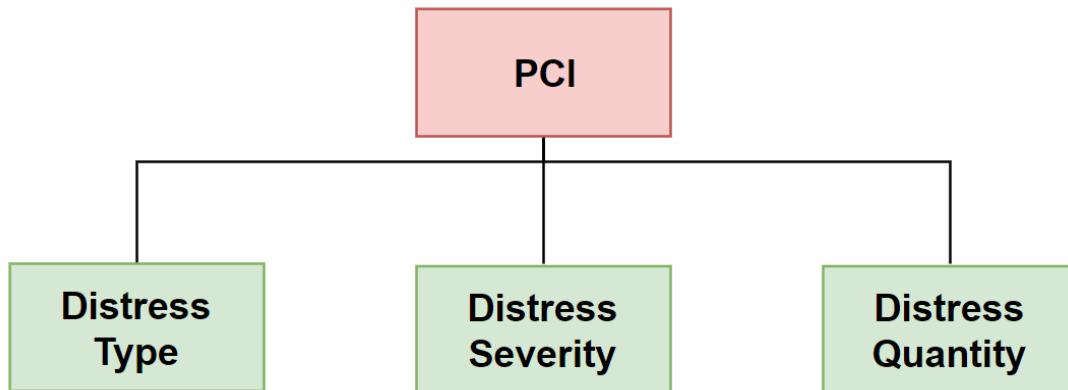 PCI
Distress
Type
Distress
Severity
Distress
Quantity